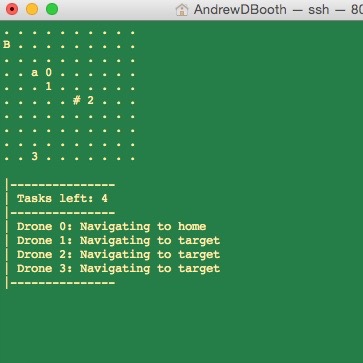 AndrewDBooth — ssh — 80
. . . . . . . . . .
B . . . . . . . . .
. . . . . . . . . .
. . a 0 . . . . . .
. . . 1 . . . . . .
. . . . . # 2 . . .
. . . . . . . . . .
. . . . . . . . . .
. . . . . . . . . .
. . 3 . . . . . . .
|---------------
| Tasks left: 4
|---------------
| Drone 0: Navigating to home
| Drone 1: Navigating to target
| Drone 2: Navigating to target
| Drone 3: Navigating to target
|---------------